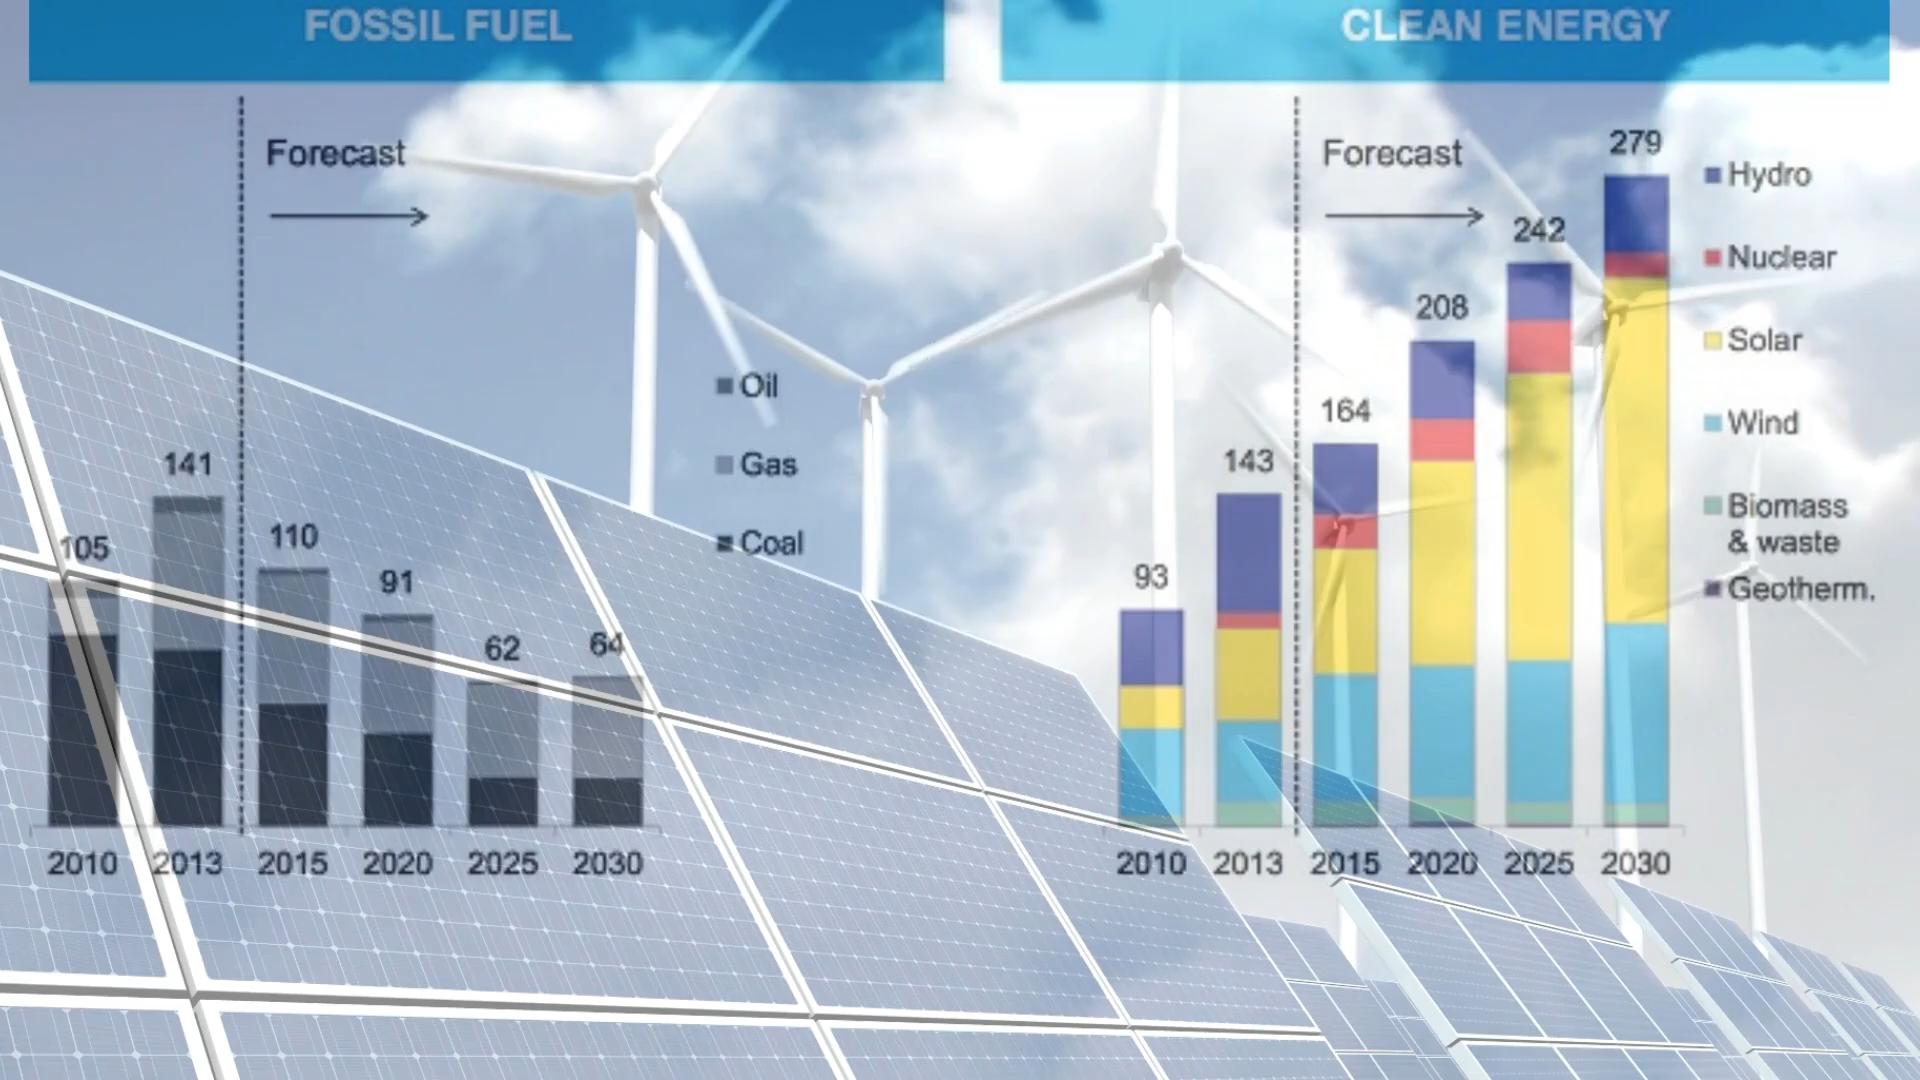 FOSSIL FUEL
Forecast
Oil
Gas
Coal
105
141
110
91
62
64
2010
2013
2015
2020
2025
2030
CLEAN ENERGY
Forecast
93
143
164
208
242
279
Hydro
Nuclear
Solar
Wind
Biomass
& waste
Geotherm.
2010
2013
2015
2020
2025
2030